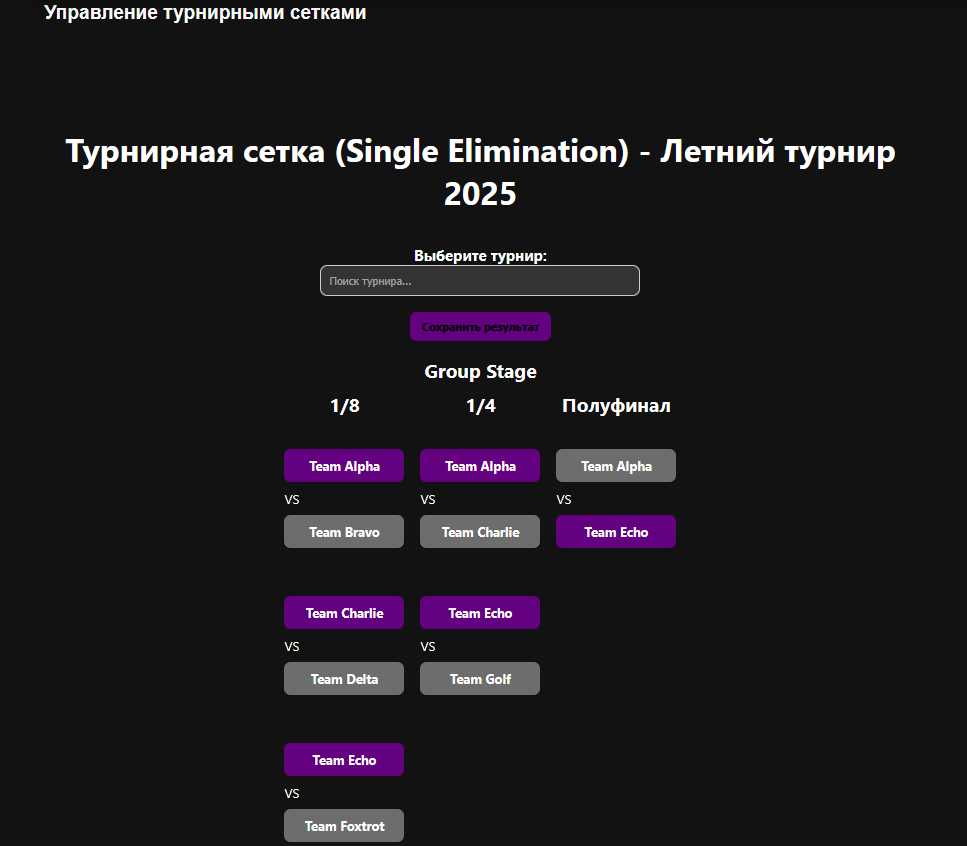 Управление турнирными сетками
Турнирная сетка (Single Elimination) - Летний турнир
2025
Выберите турнир:
Поиск турнира...
Сохранить результат
Group Stage
1/8 1/4 Полуфинал
Team Alpha Team Alpha Team Alpha
VS VS VS
Team Bravo Team Charlie Team Echo
Team Charlie Team Echo
VS VS
Team Delta Team Golf
Team Echo
VS
Team Foxtrot